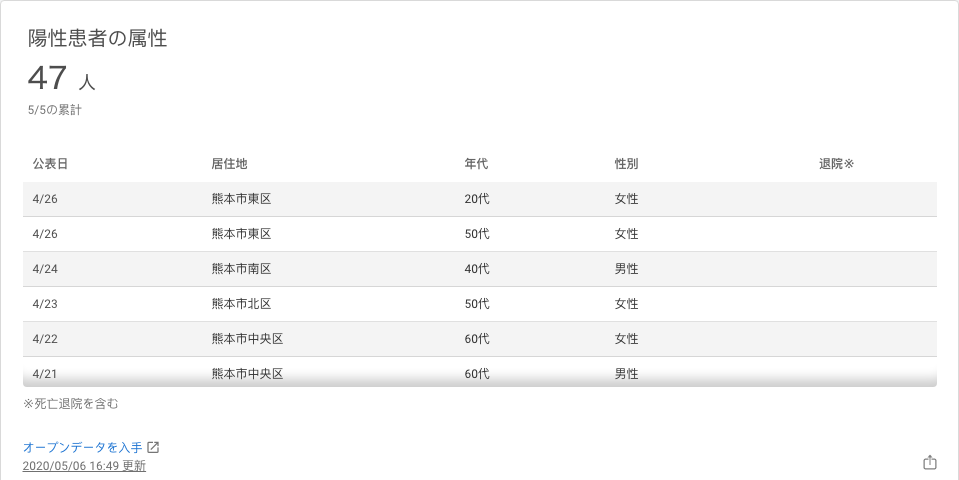 陽性患者の属性
47 人
5/5の累計
公表日 居住地 年代 性別 退院※
4/26 熊本市東区 20代 女性
4/26 熊本市東区 50代 女性
4/24 熊本市南区 40代 男性
4/23 熊本市北区 50代 女性
4/22 熊本市中央区 60代 女性
4/21 熊本市中央区 60代 男性
※死亡退院を含む
オープンデータを入手
2020/05/06 16:49 更新